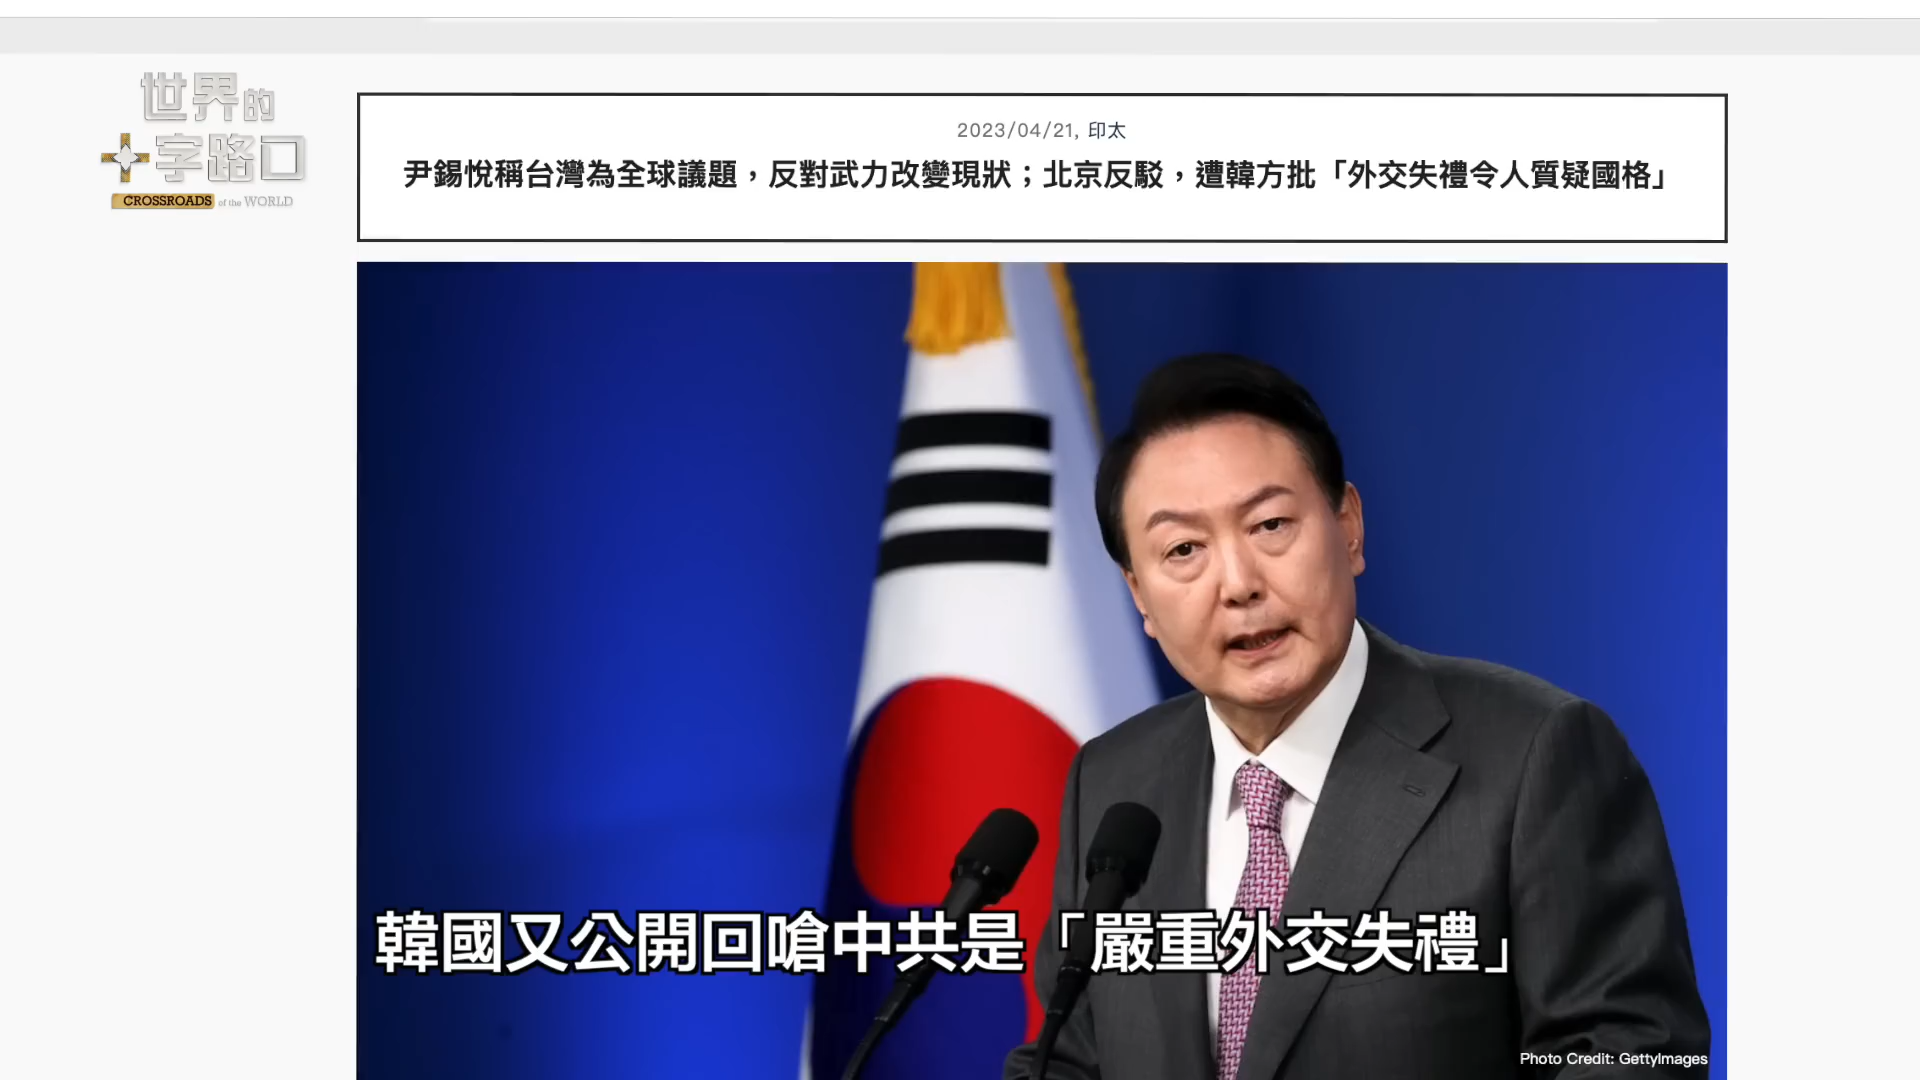 世界的
十字路口
CROSSROADS of the WORLD
2023/04/21, 印太
尹錫悅稱台灣為全球議題，反對武力改變現狀；北京反駁，遭韓方批「外交失禮令人質疑國格」
韓國又公開回嗆中共是「嚴重外交失禮」
Photo Credit: GettyImages